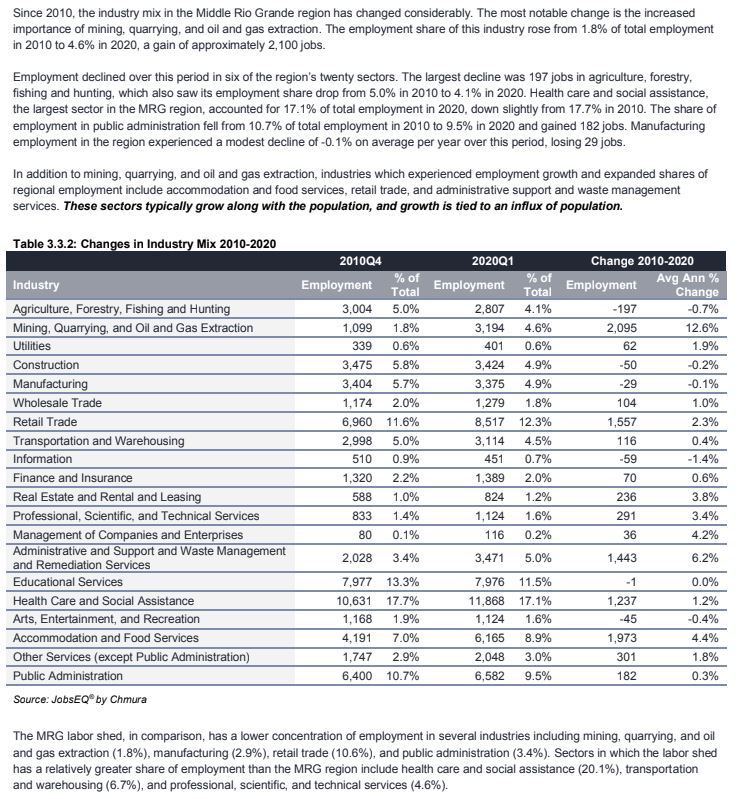 Since 2010, the industry mix in the Middle Rio Grande region has changed considerably. The most notable change is the increased
importance of mining, quarrying, and oil and gas extraction. The employment share of this industry rose from 1.8% of total employment
in 2010 to 4.6% in 2020, a gain of approximately 2,100 jobs.
Employment declined over this period in six of the region's twenty sectors. The largest decline was 197 jobs in agriculture, forestry,
fishing and hunting, which also saw its employment share drop from 5.0% in 2010 to 4.1% in 2020. Health care and social assistance,
the largest sector in the MRG region, accounted for 17.1% of total employment in 2020, down slightly from 17.7% in 2010. The share of
employment in public administration fell from 10.7% of total employment in 2010 to 9.5% in 2020 and gained 182 jobs. Manufacturing
employment in the region experienced a modest decline of -0.1% on average per year over this period, losing 29 jobs.
In addition to mining, quarrying, and oil and gas extraction, industries which experienced employment growth and expanded shares of
regional employment include accommodation and food services, retail trade, and administrative support and waste management
services. These sectors typically grow along with the population, and growth is tied to an influx of population.
Table 3.3.2: Changes in Industry Mix 2010-2020
2010Q4 2020Q1 Change 2010-2020
Industry Employment % of Total Employment % of Total Employment Avg Ann % Change
Agriculture, Forestry, Fishing and Hunting 3,004 5.0% 2,807 4.1% -197 -0.7%
Mining, Quarrying, and Oil and Gas Extraction 1,099 1.8% 3,194 4.6% 2,095 12.6%
Utilities 339 0.6% 401 0.6% 62 1.9%
Construction 3,475 5.8% 3,424 4.9% -50 -0.2%
Manufacturing 3,404 5.7% 3,375 4.9% -29 -0.1%
Wholesale Trade 1,174 2.0% 1,279 1.8% 104 1.0%
Retail Trade 6,960 11.6% 8,517 12.3% 1,557 2.3%
Transportation and Warehousing 2,998 5.0% 3,114 4.5% 116 0.4%
Information 510 0.9% 451 0.7% -59 -1.4%
Finance and Insurance 1,320 2.2% 1,389 2.0% 70 0.6%
Real Estate and Rental and Leasing 588 1.0% 824 1.2% 236 3.8%
Professional, Scientific, and Technical Services 833 1.4% 1,124 1.6% 291 3.4%
Management of Companies and Enterprises 80 0.1% 116 0.2% 36 4.2%
Administrative and Support and Waste Management
and Remediation Services 2,028 3.4% 3,471 5.0% 1,443 6.2%
Educational Services 7,977 13.3% 7,976 11.5% -1 0.0%
Health Care and Social Assistance 10,631 17.7% 11,868 17.1% 1,237 1.2%
Arts, Entertainment, and Recreation 1,168 1.9% 1,124 1.6% -45 -0.4%
Accommodation and Food Services 4,191 7.0% 6,165 8.9% 1,973 4.4%
Other Services (except Public Administration) 1,747 2.9% 2,048 3.0% 301 1.8%
Public Administration 6,400 10.7% 6,582 9.5% 182 0.3%
Source: JobsEQ® by Chmura
The MRG labor shed, in comparison, has a lower concentration of employment in several industries including mining, quarrying, and oil
and gas extraction (1.8%), manufacturing (2.9%), retail trade (10.6%), and public administration (3.4%). Sectors in which the labor shed
has a relatively greater share of employment than the MRG region include health care and social assistance (20.1%), transportation
and warehousing (6.7%), and professional, scientific, and technical services (4.6%).